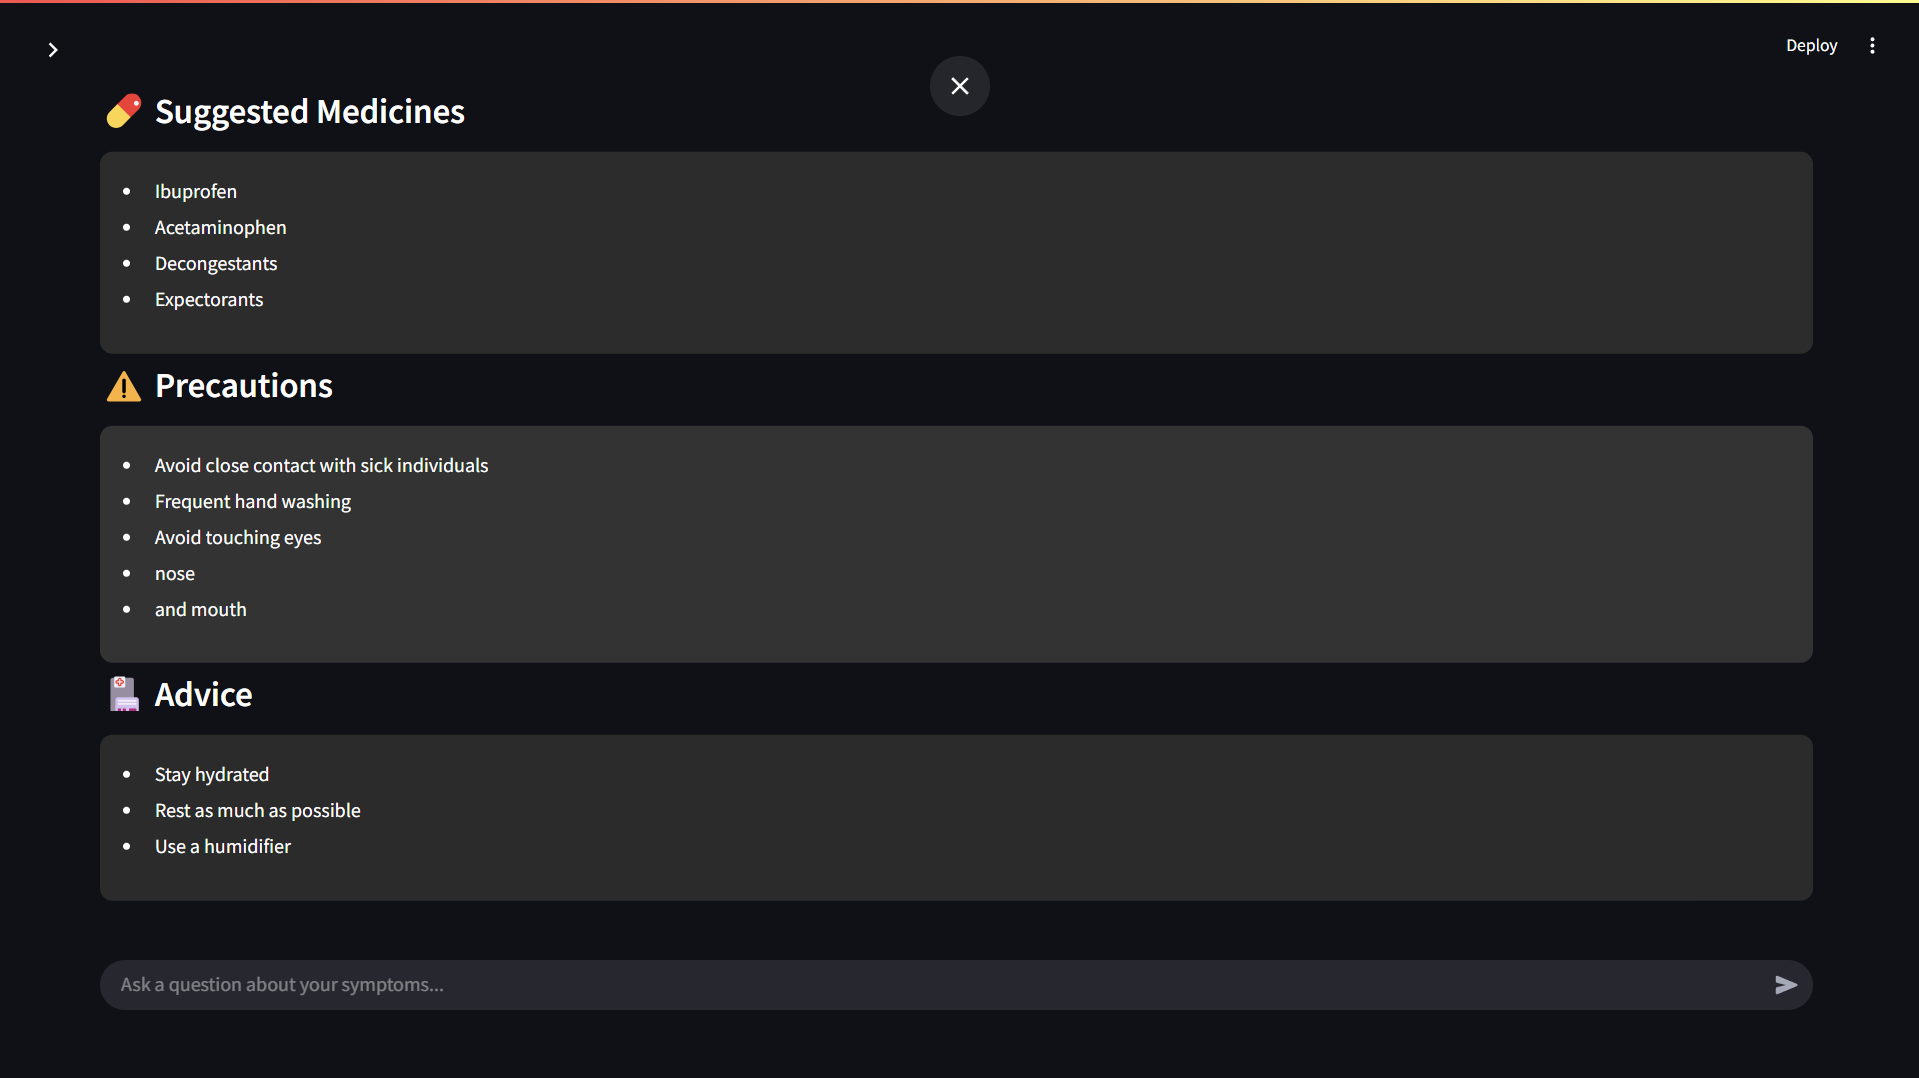 Deploy
Suggested Medicines
Ibuprofen
Acetaminophen
Decongestants
Expectorants
Precautions
Avoid close contact with sick individuals
Frequent hand washing
Avoid touching eyes
nose
and mouth
Advice
Stay hydrated
Rest as much as possible
Use a humidifier
Ask a question about your symptoms...